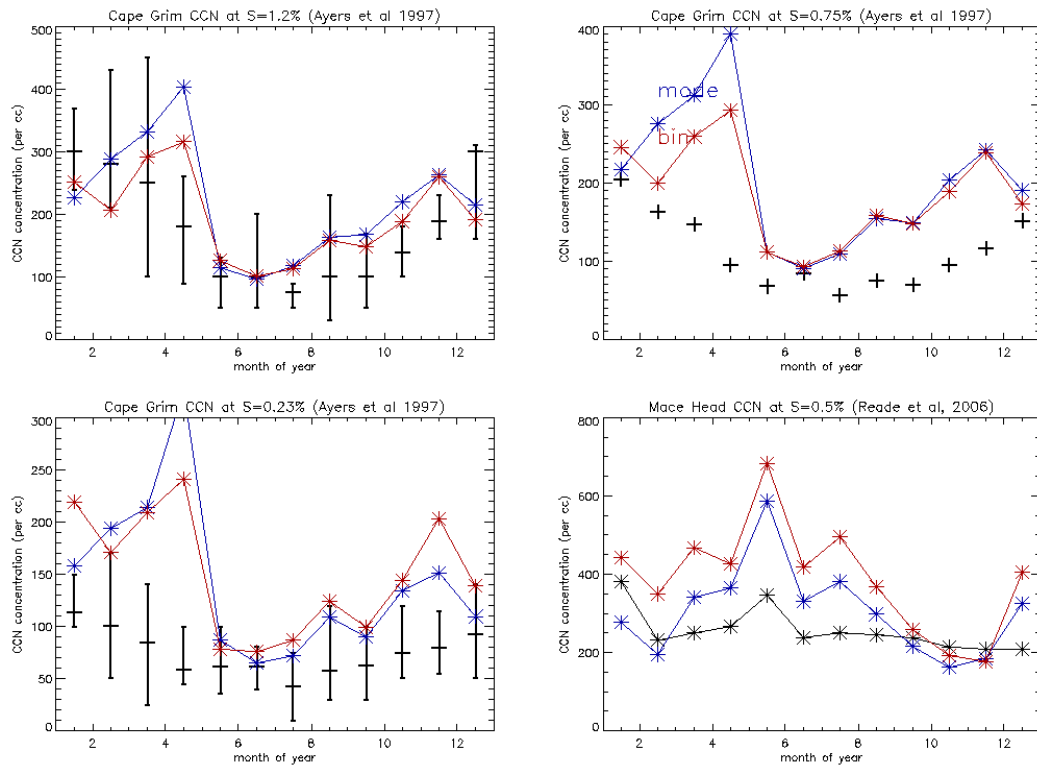 Cape Grim CCN at S=1.2% (Ayers et al 1997)
500
400
300
200
100
0
CCN concentration (per cc)
2 4 6 8 10 12
month of year
Cape Grim CCN at S=0.75% (Ayers et al 1997)
400
300
200
100
0
CCN concentration (per cc)
mode
bin
2 4 6 8 10 12
month of year
Cape Grim CCN at S=0.23% (Ayers et al 1997)
300
250
200
150
100
50
0
CCN concentration (per cc)
2 4 6 8 10 12
month of year
Mace Head CCN at S=0.5% (Reade et al, 2006)
800
600
400
200
0
CCN concentration (per cc)
2 4 6 8 10 12
month of year